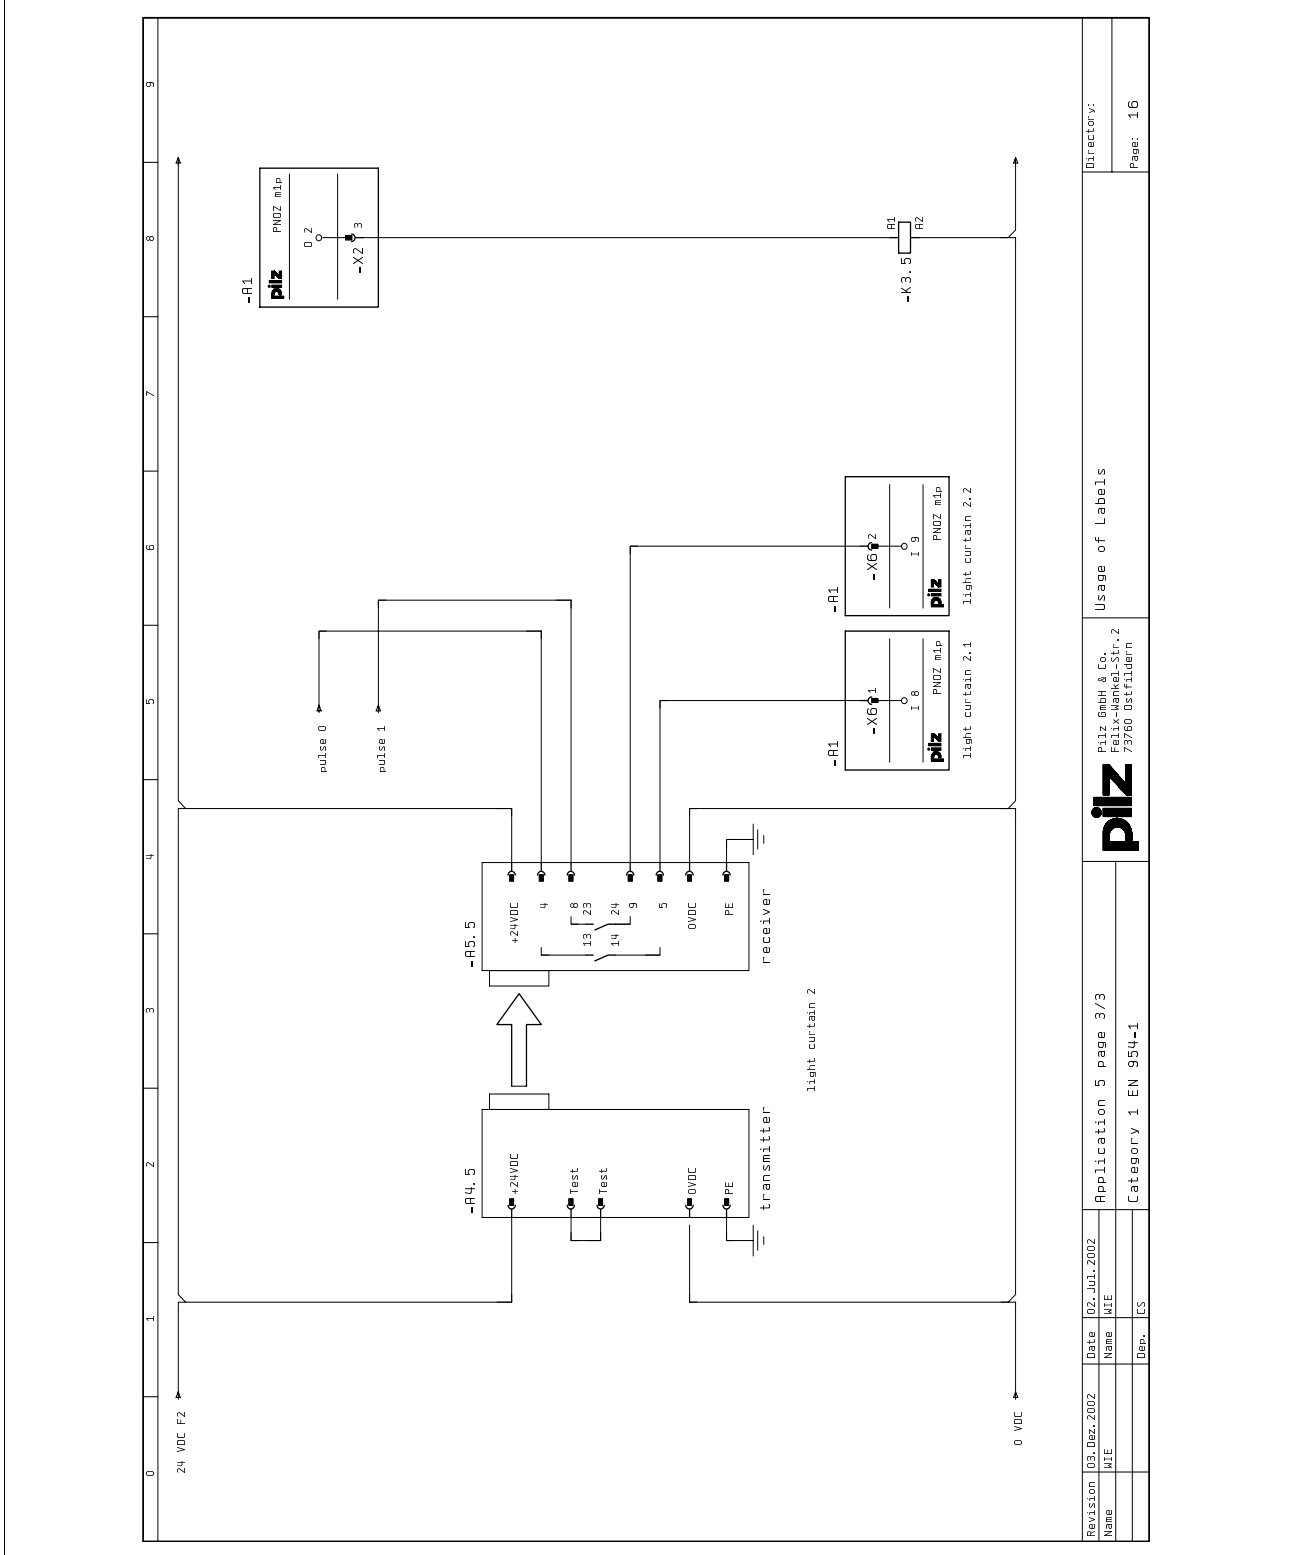 0 1 2 3 4 5 6 7 8 9
24 VDC F2
-A1
pilz PNOZ m1p
O 2
-X2 3
pulse 0
pulse 1
-A4.5
+24VDC
Test
Test
0VDC
PE
transmitter
-A5.5
+24VDC
4
8
23
13
24
14
9
5
0VDC
PE
receiver
light curtain 2
-A1
-X6 1
I 8
pilz PNOZ m1p
light curtain 2.1
-A1
-X6 2
I 9
pilz PNOZ m1p
light curtain 2.2
-K3.5
A1
A2
0 VDC
Revision 03.Dez.2002 Date 02.Jul.2002
Name WIE Name WIE
Dep. CS
Application 5 page 3/3
Category 1 EN 954-1
pilz
Pilz GmbH & Co.
Felix-Wankel-Str.2
73760 Ostfildern
Usage of Labels
Directory:
Page: 16